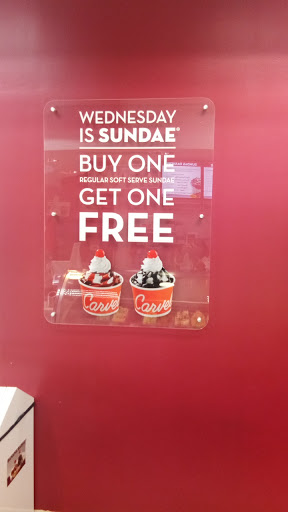 WEDNESDAY
IS SUNDAE®
BUY ONE
REGULAR SOFT SERVE SUNDAE
GET ONE
FREE
Carvel Carvel